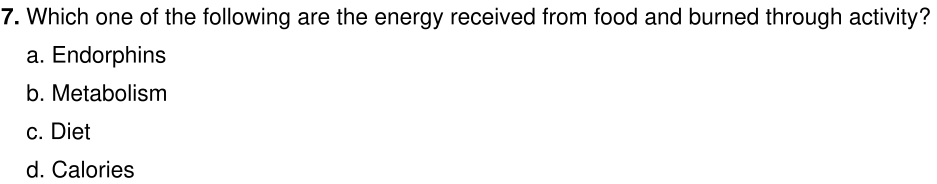 7. Which one of the following are the energy received from food and burned through activity?
a. Endorphins
b. Metabolism
c. Diet
d. Calories